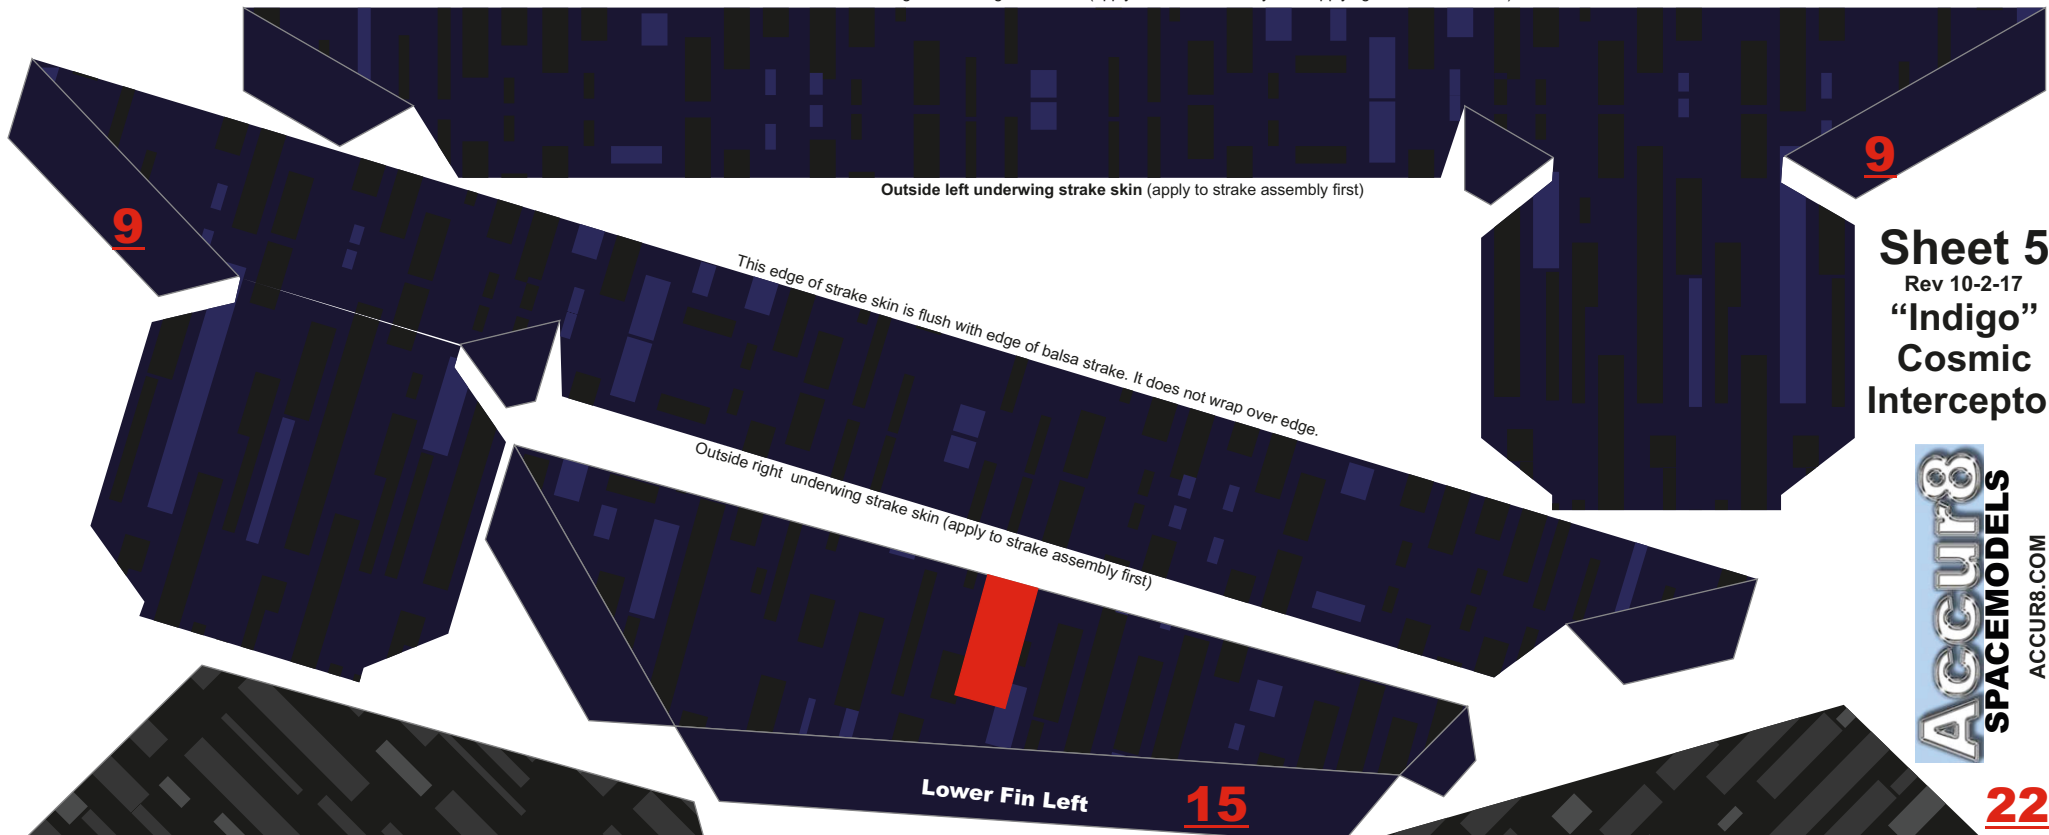 9
Outside left underwing strake skin (apply to strake assembly first)
9
This edge of strake skin is flush with edge of balsa strake. It does not wrap over edge.
Outside right underwing strake skin (apply to strake assembly first)
Sheet 5
Rev 10-2-17
“Indigo”
Cosmic
Intercepto
Accur8
SPACEMODELS
ACCUR8.COM
Lower Fin Left
15
22